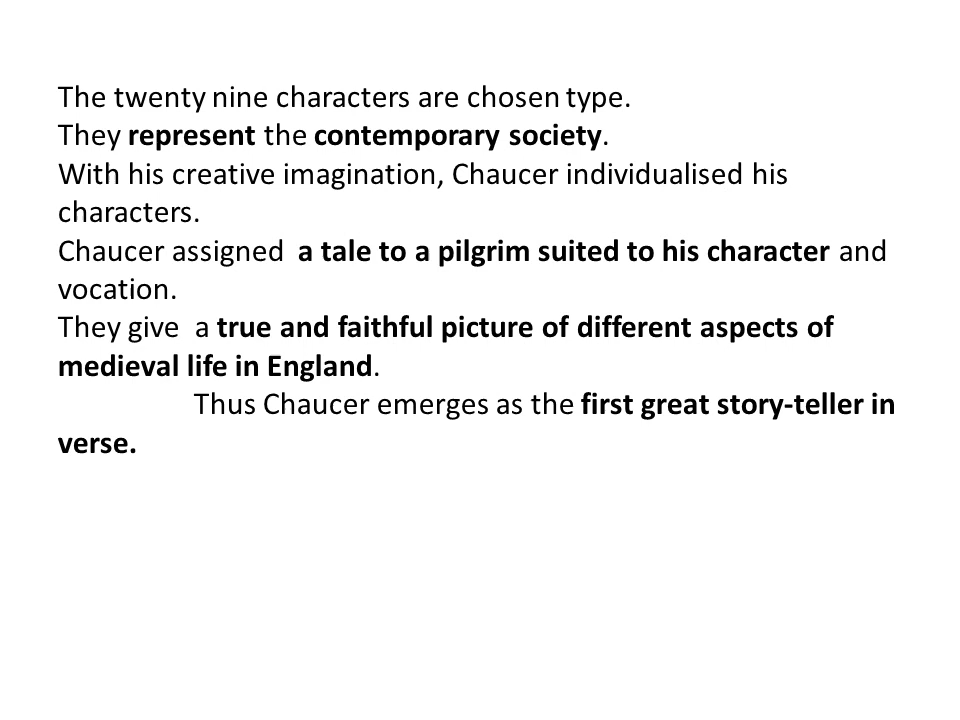 The twenty nine characters are chosen type.
They represent the contemporary society.
With his creative imagination, Chaucer individualised his
characters.
Chaucer assigned  a tale to a pilgrim suited to his character and
vocation.
They give  a true and faithful picture of different aspects of
medieval life in England.
Thus Chaucer emerges as the first great story-teller in
verse.